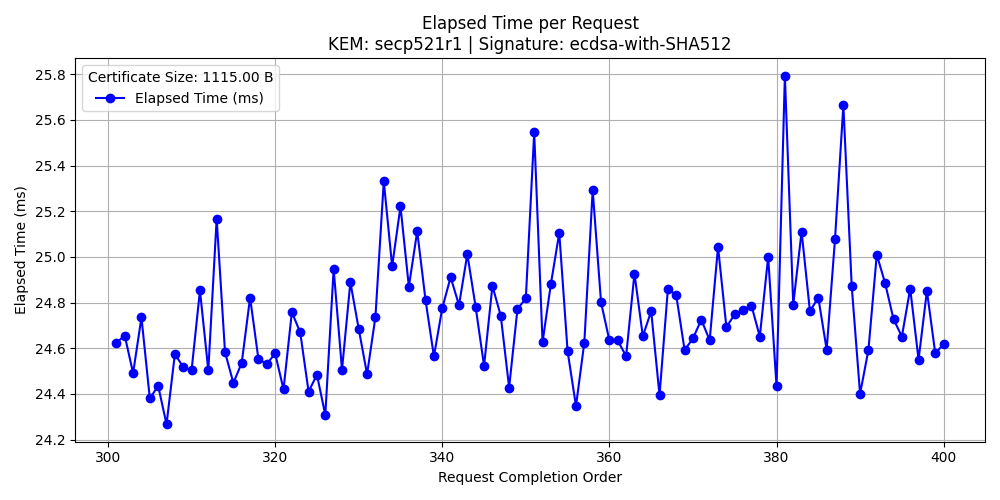 Elapsed Time per Request
KEM: secp521r1 | Signature: ecdsa-with-SHA512
Certificate Size: 1115.00 B
Elapsed Time (ms)
25.8
25.6
25.4
25.2
25.0
24.8
24.6
24.4
24.2
Elapsed Time (ms)
300 320 340 360 380 400
Request Completion Order